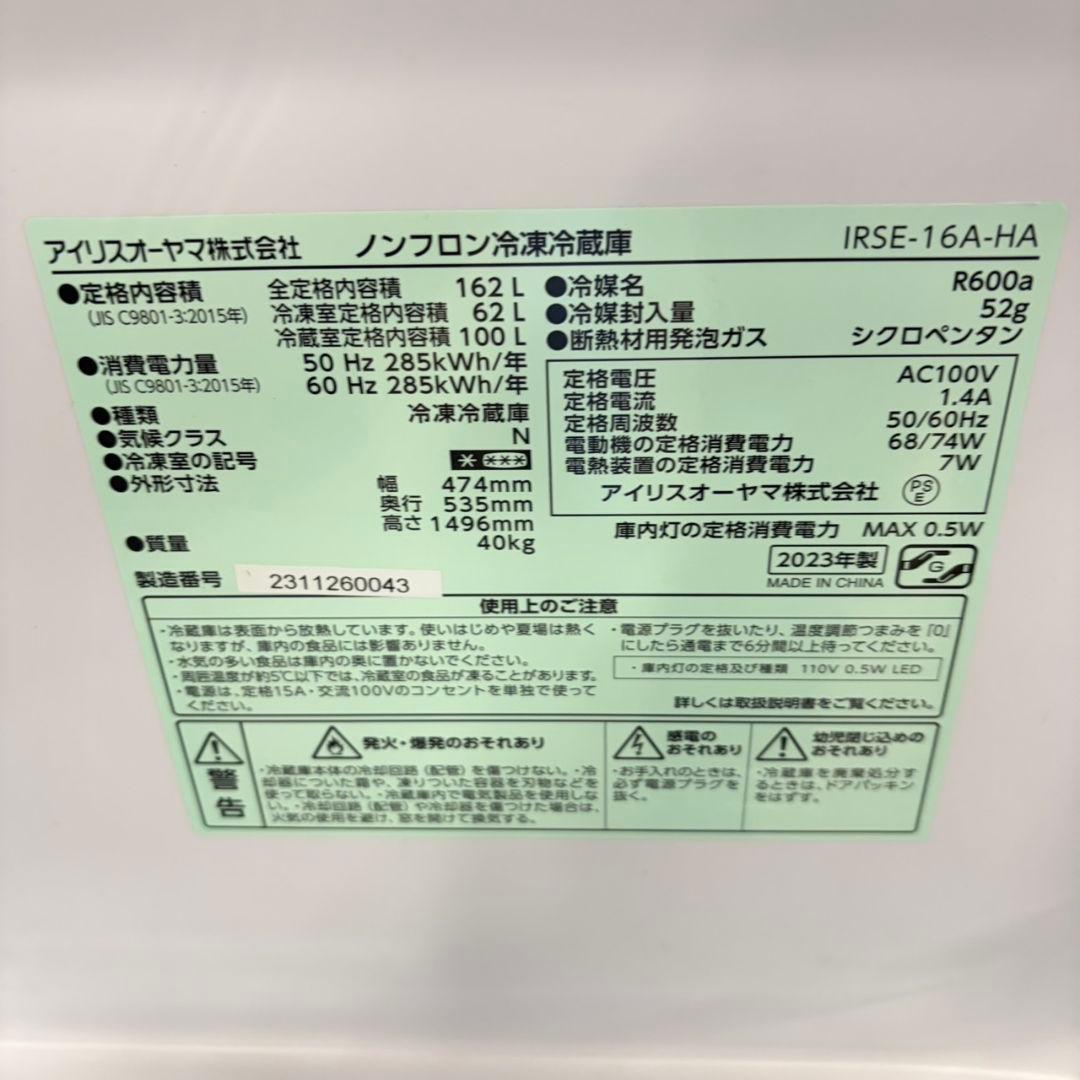 アイリスオーヤマ株式会社 ノンフロン冷凍冷蔵庫 IRSE-16A-HA
●定格内容積 全定格内容積 162 L
(JIS C9801-3:2015年) 冷凍室定格内容積 62 L
冷蔵室定格内容積 100 L
●消費電力量 50 Hz 285kWh/年
(JIS C9801-3:2015年) 60 Hz 285kWh/年
●種類 冷凍冷蔵庫
●気候クラス N
●冷凍室の記号 * ***
●外形寸法 幅 474mm
奥行 535mm
高さ 1496mm
●質量 40kg
製造番号 2311260043
●冷媒名 R600a
●冷媒封入量 52g
●断熱材用発泡ガス シクロペンタン
定格電圧 AC100V
定格電流 1.4A
定格周波数 50/60Hz
電動機の定格消費電力 68/74W
電熱装置の定格消費電力 7W
アイリスオーヤマ株式会社 PSE
庫内灯の定格消費電力 MAX 0.5W
2023年製
MADE IN CHINA
G
使用上のご注意
・冷蔵庫は表面から放熱しています。使いはじめや夏場は熱く
なりますが、庫内の食品には影響ありません。
・水気の多い食品は庫内の奥に置かないでください。
・周囲温度が約5℃以下では、冷蔵室の食品が凍ることがあります。
・電源は、定格15A・交流100Vのコンセントを単独で使って
ください。
・電源プラグを抜いたり、温度調節つまみを「0」
にしたら通電まで6分間以上待ってください。
・庫内灯の定格及び種類 110V 0.5W LED
詳しくは取扱説明書をご覧ください。
警告
発火・爆発のおそれあり
・冷蔵庫本体の冷却回路（配管）を傷つけない。・冷
却器についた霜や、凍りついた容器を刃物などを
使って取らない。・冷蔵庫内で電気製品を使用しな
い。・冷却回路（配管）や冷却器を傷つけた場合は、
火気の使用を避け、窓を開けて換気する。
感電の
おそれあり
・お手入れのときは、
必ず電源プラグを
抜く。
幼児閉じ込めの
おそれあり
・冷蔵庫を廃棄処分す
るときは、ドアパッキン
をはずす。